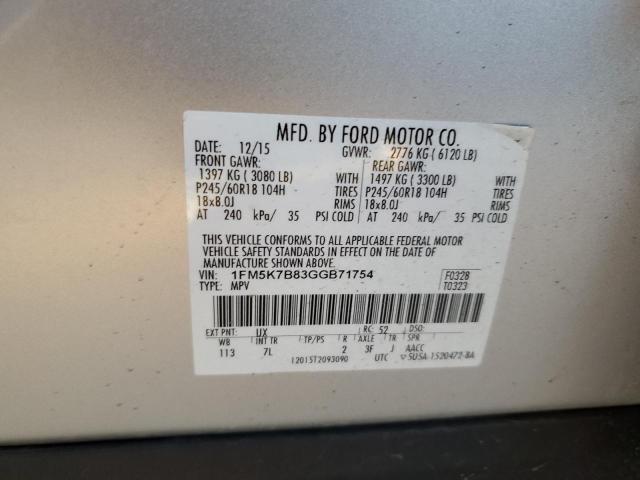 MFD. BY FORD MOTOR CO.
DATE: 12/15 GVWR: 2776 KG ( 6120 LB)
FRONT GAWR: REAR GAWR:
1397 KG ( 3080 LB) WITH 1497 KG ( 3300 LB) WITH
P245/60R18 104H TIRES P245/60R18 104H TIRES
18x8.0J RIMS 18x8.0J RIMS
AT 240 kPa/ 35 PSI COLD AT 240 kPa/ 35 PSI COLD
THIS VEHICLE CONFORMS TO ALL APPLICABLE FEDERAL MOTOR
VEHICLE SAFETY STANDARDS IN EFFECT ON THE DATE OF
MANUFACTURE SHOWN ABOVE.
VIN: 1FM5K7B83GGB71754 F0328
TYPE: MPV T0323
EXT PNT: UX RC: 52 DSO:
WB INT TR TP/PS R AXLE TR SPR
113 7L 2 3F J AACC
12015T2093090 UTC ▽5USA-1520472-BA